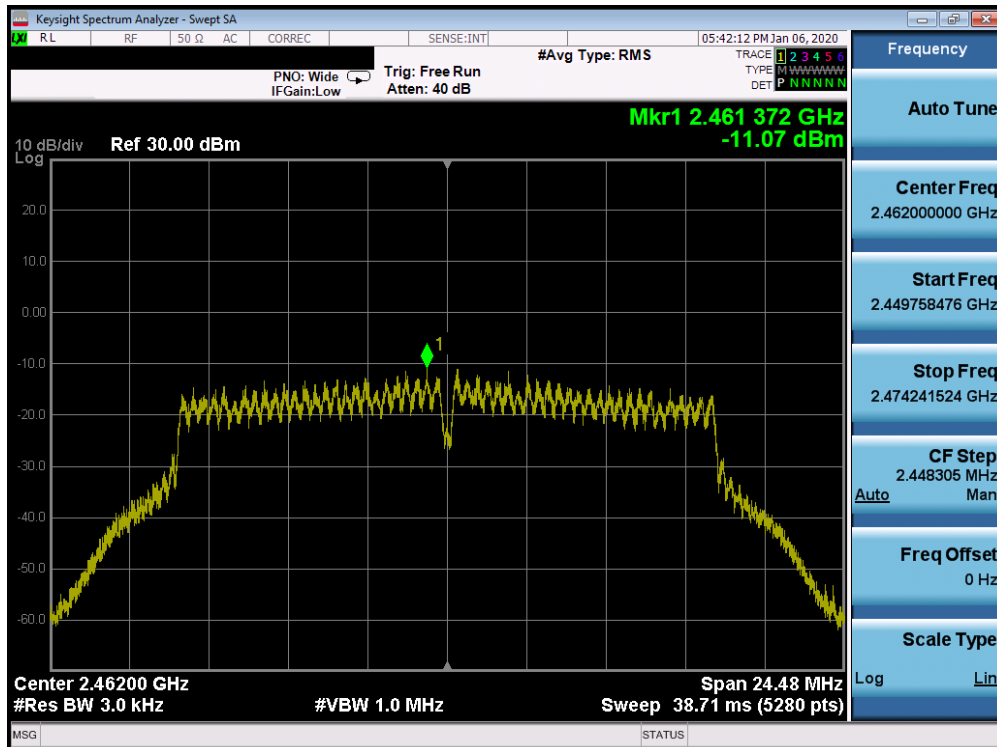 Keysight Spectrum Analyzer - Swept SA
LXI RL RF 50 Ω AC CORREC SENSE:INT 05:42:12 PM Jan 06, 2020
PNO: Wide
IFGain:Low
Trig: Free Run
Atten: 40 dB
#Avg Type: RMS
TRACE 1 2 3 4 5 6
TYPE M W W W W W
DET P N N N N N
Mkr1 2.461 372 GHz
-11.07 dBm
10 dB/div
Log
Ref 30.00 dBm
20.0
10.0
0.00
-10.0
-20.0
-30.0
-40.0
-50.0
-60.0
1
Center 2.46200 GHz
#Res BW 3.0 kHz
#VBW 1.0 MHz
Span 24.48 MHz
Sweep 38.71 ms (5280 pts)
MSG
STATUS
Frequency
Auto Tune
Center Freq
2.462000000 GHz
Start Freq
2.449758476 GHz
Stop Freq
2.474241524 GHz
CF Step
2.448305 MHz
Auto Man
Freq Offset
0 Hz
Scale Type
Log Lin